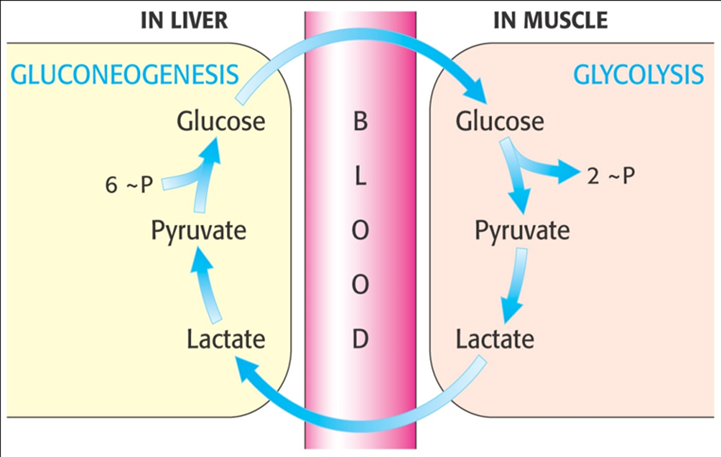 IN LIVER
IN MUSCLE
GLUCONEOGENESIS
GLYCOLYSIS
Glucose
6 ~P
Pyruvate
Lactate
B
L
O
O
D
Glucose
2 ~P
Pyruvate
Lactate